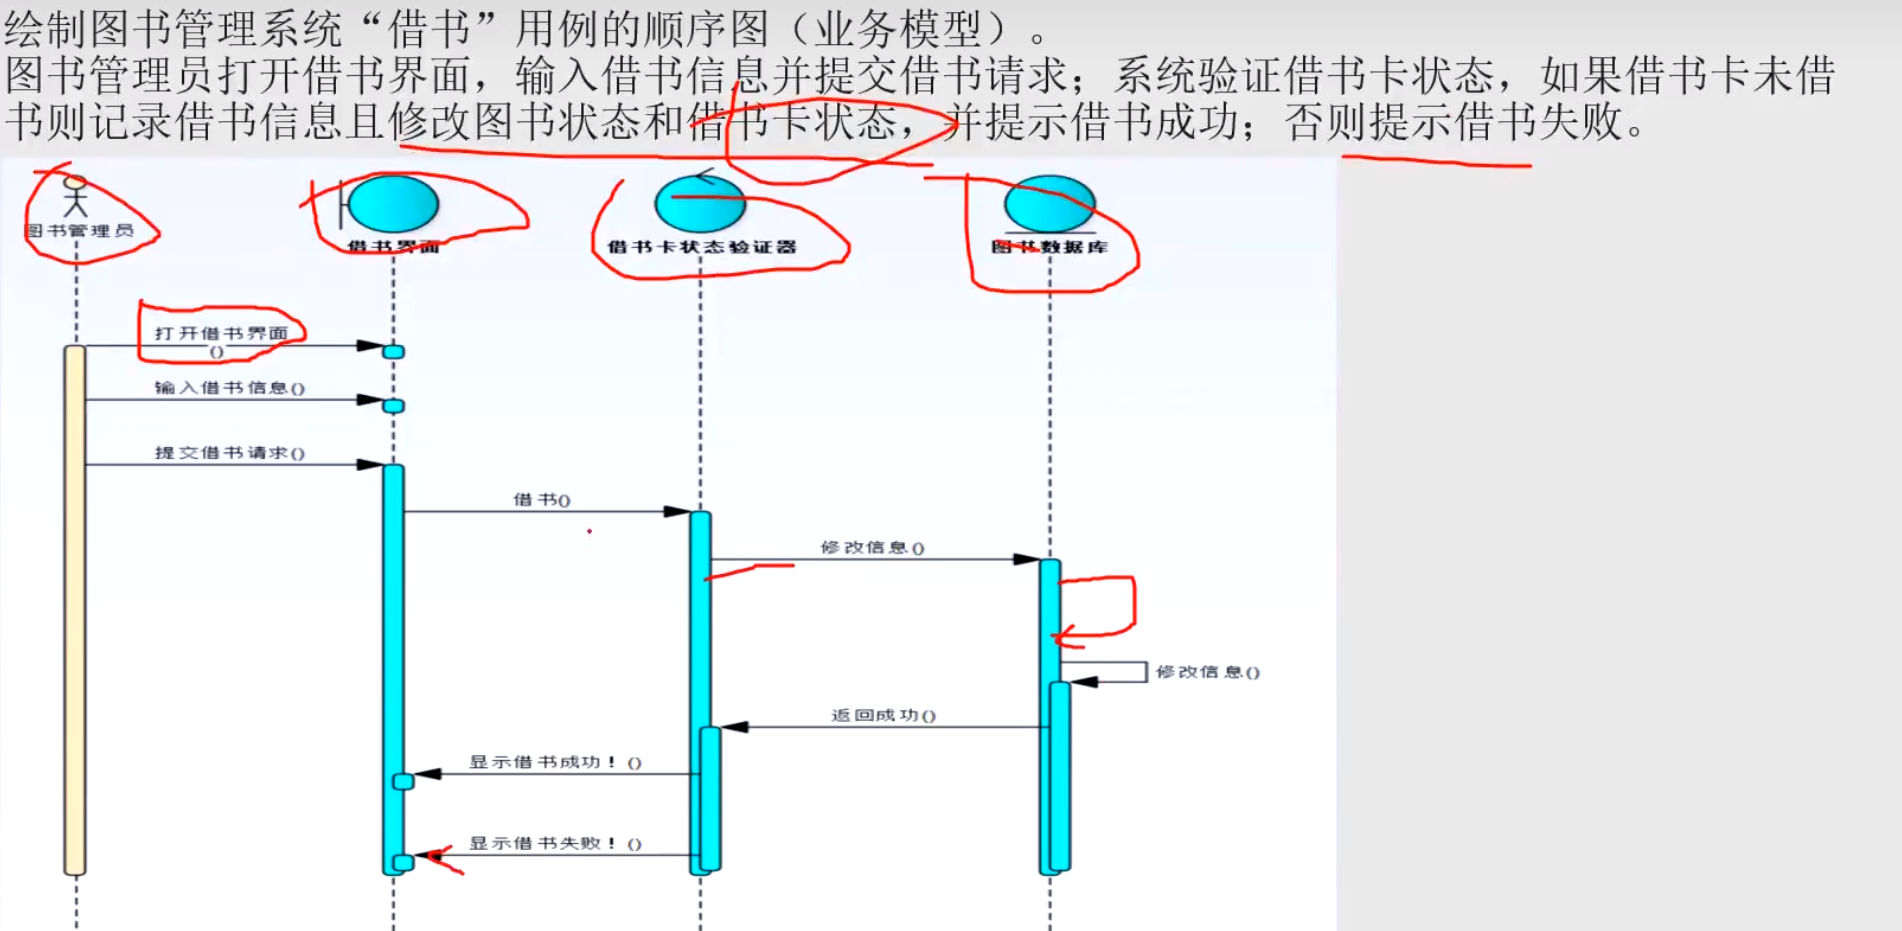 绘制图书管理系统“借书”用例的顺序图（业务模型）。
图书管理员打开借书界面，输入借书信息并提交借书请求；系统验证借书卡状态，如果借书卡未借
书则记录借书信息且修改图书状态和借书卡状态，并提示借书成功；否则提示借书失败。
图书管理员
借书界面
借书卡状态验证器
图书数据库
打开借书界面
()
输入借书信息()
提交借书请求()
借书()
修改信息()
修改信息()
返回成功()
显示借书成功！()
显示借书失败！()